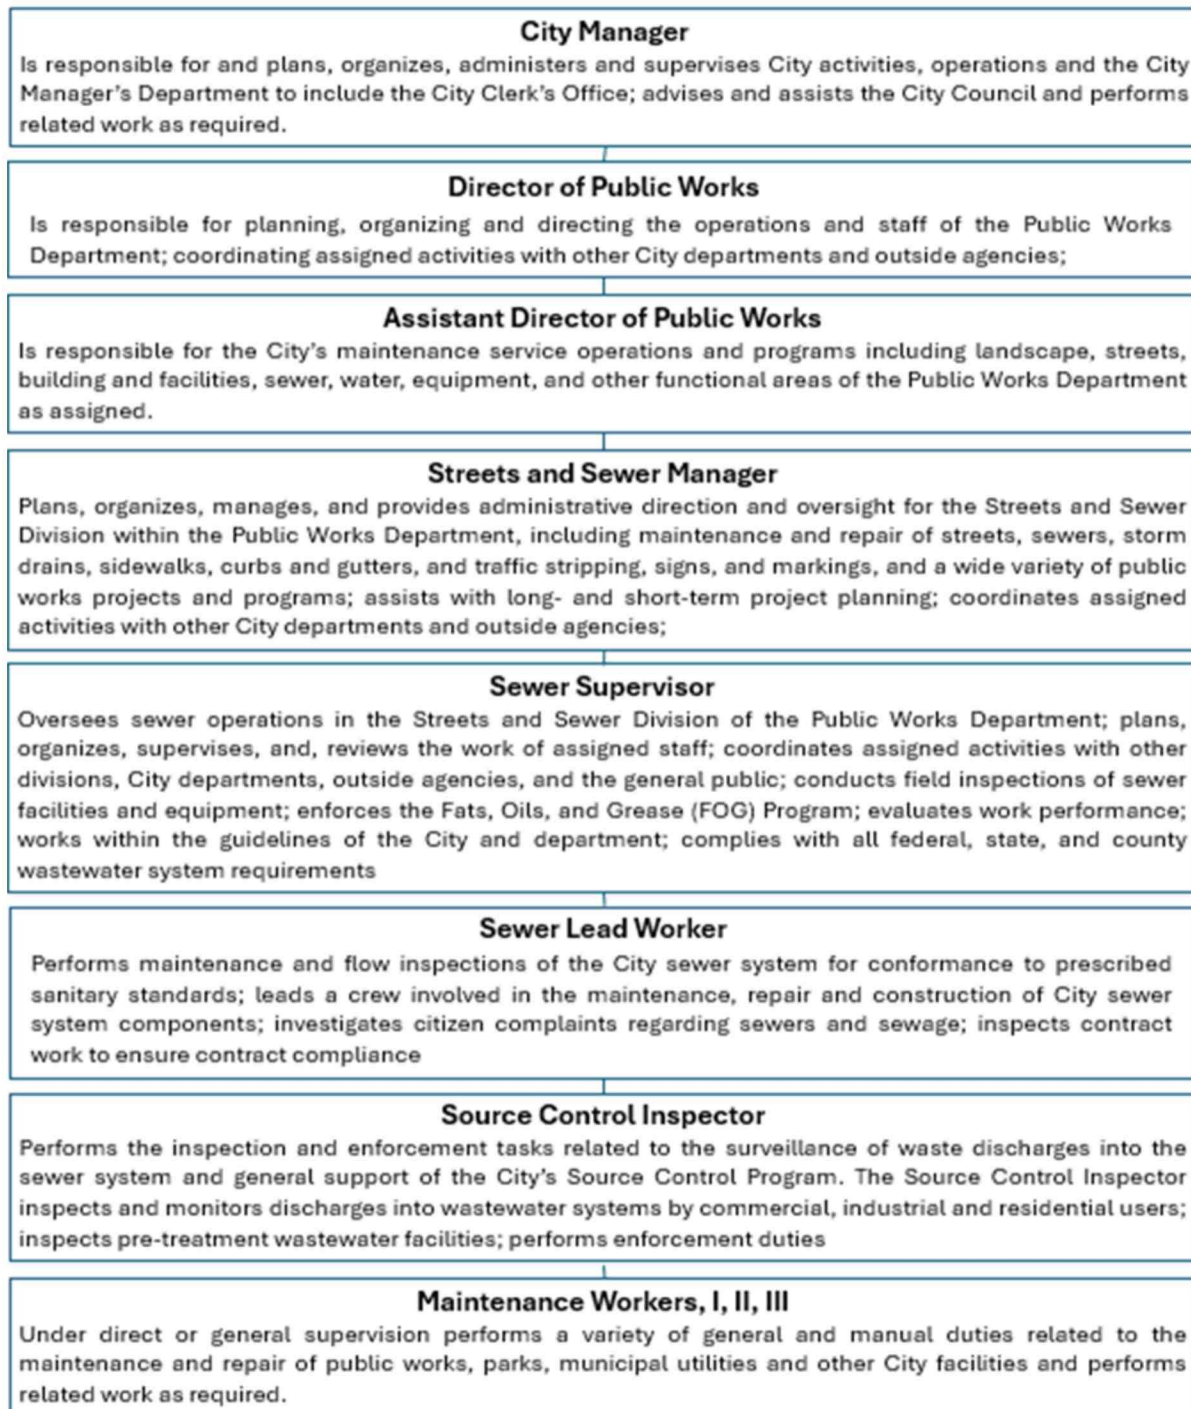 City Manager
Is responsible for and plans, organizes, administers and supervises City activities, operations and the City
Manager's Department to include the City Clerk's Office; advises and assists the City Council and performs
related work as required.
Director of Public Works
Is responsible for planning, organizing and directing the operations and staff of the Public Works
Department; coordinating assigned activities with other City departments and outside agencies;
Assistant Director of Public Works
Is responsible for the City's maintenance service operations and programs including landscape, streets,
building and facilities, sewer, water, equipment, and other functional areas of the Public Works Department
as assigned.
Streets and Sewer Manager
Plans, organizes, manages, and provides administrative direction and oversight for the Streets and Sewer
Division within the Public Works Department, including maintenance and repair of streets, sewers, storm
drains, sidewalks, curbs and gutters, and traffic stripping, signs, and markings, and a wide variety of public
works projects and programs; assists with long- and short-term project planning; coordinates assigned
activities with other City departments and outside agencies;
Sewer Supervisor
Oversees sewer operations in the Streets and Sewer Division of the Public Works Department; plans,
organizes, supervises, and, reviews the work of assigned staff; coordinates assigned activities with other
divisions, City departments, outside agencies, and the general public; conducts field inspections of sewer
facilities and equipment; enforces the Fats, Oils, and Grease (FOG) Program; evaluates work performance;
works within the guidelines of the City and department; complies with all federal, state, and county
wastewater system requirements
Sewer Lead Worker
Performs maintenance and flow inspections of the City sewer system for conformance to prescribed
sanitary standards; leads a crew involved in the maintenance, repair and construction of City sewer
system components; investigates citizen complaints regarding sewers and sewage; inspects contract
work to ensure contract compliance
Source Control Inspector
Performs the inspection and enforcement tasks related to the surveillance of waste discharges into the
sewer system and general support of the City's Source Control Program. The Source Control Inspector
inspects and monitors discharges into wastewater systems by commercial, industrial and residential users;
inspects pre-treatment wastewater facilities; performs enforcement duties
Maintenance Workers, I, II, III
Under direct or general supervision performs a variety of general and manual duties related to the
maintenance and repair of public works, parks, municipal utilities and other City facilities and performs
related work as required.